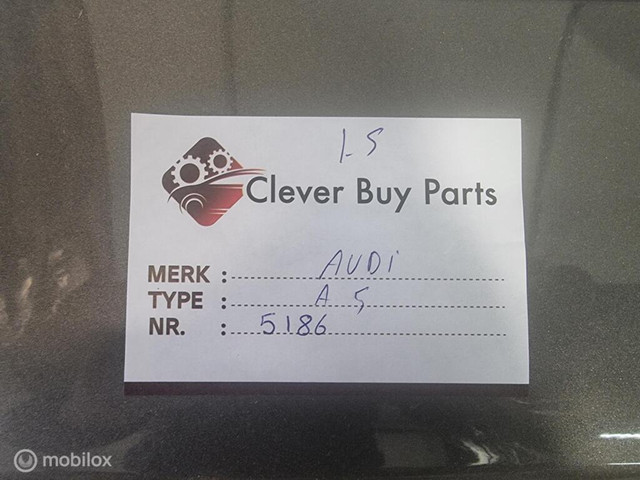 1-5
Clever Buy Parts
MERK : AUDi
TYPE : A 5
NR. : 5186
mobilox